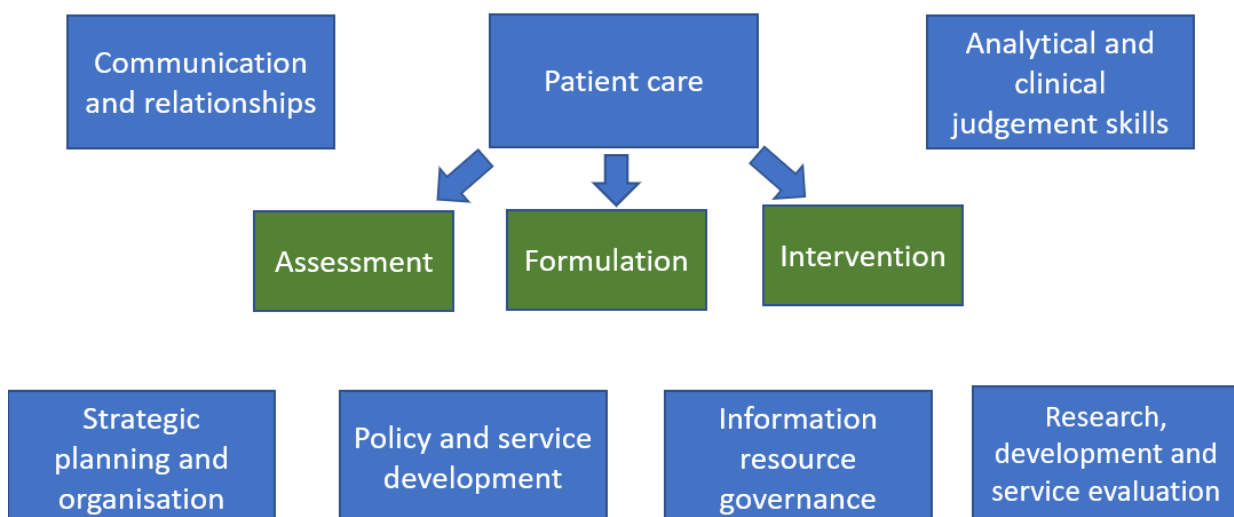 Communication
and relationships
Patient care
Analytical and
clinical
judgement skills
Assessment
Formulation
Intervention
Strategic
planning and
organisation
Policy and service
development
Information
resource
governance
Research,
development and
service evaluation